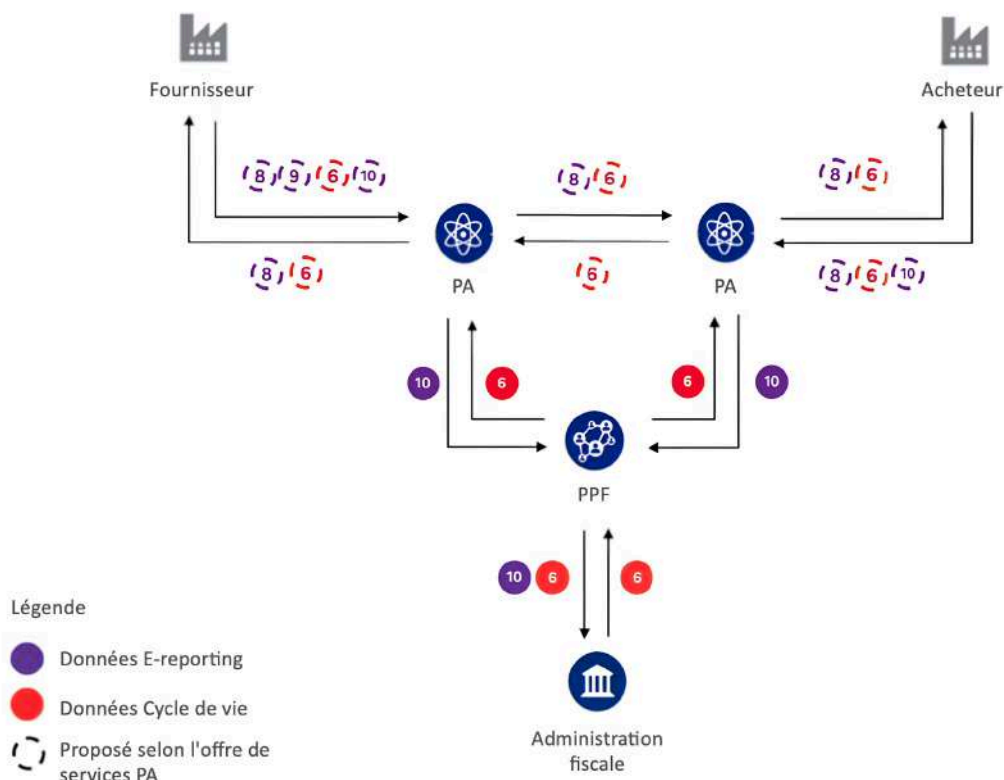 Fournisseur
Acheteur
8 9 6 10
8 6
8 6
8 6
6
8 6 10
PA
PA
10
6
6
10
PPF
10 6
6
Légende
Données E-reporting
Données Cycle de vie
Proposé selon l'offre de
services PA
Administration
fiscale